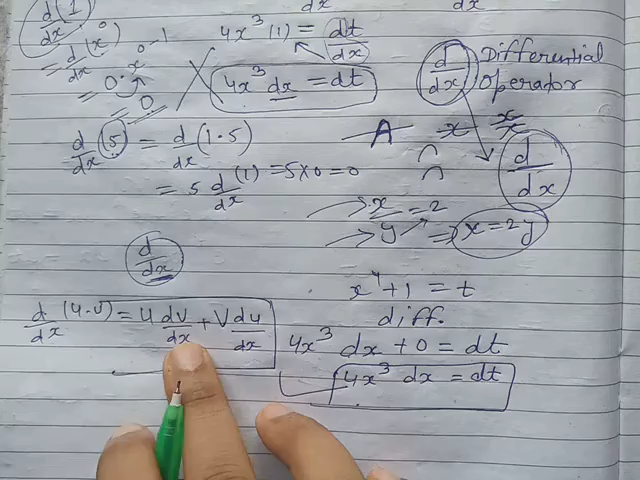 dx
dx
d/dx (1)
= d/dx (x⁰)
= 0·x⁰⁻¹
= 0
4x³ (1) = dt/dx
4x³ dx = dt
d/dx Differential
Operator
A x x/x
d/dx
d/dx (5) = d/dx (1·5)
= 5 d/dx (1) = 5×0 = 0
x = 2
y ⇒ x = 2y
d/dx
d/dx (u·v) = u dv/dx + v du/dx
x⁴ + 1 = t
diff.
4x³ dx + 0 = dt
4x³ dx = dt